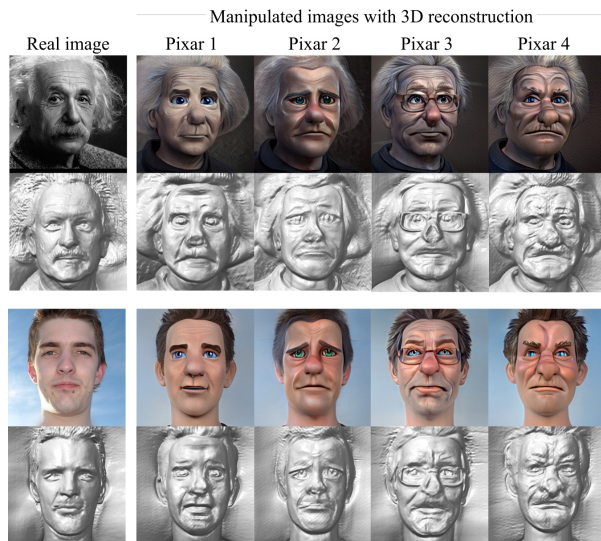 Manipulated images with 3D reconstruction
Real image Pixar 1 Pixar 2 Pixar 3 Pixar 4